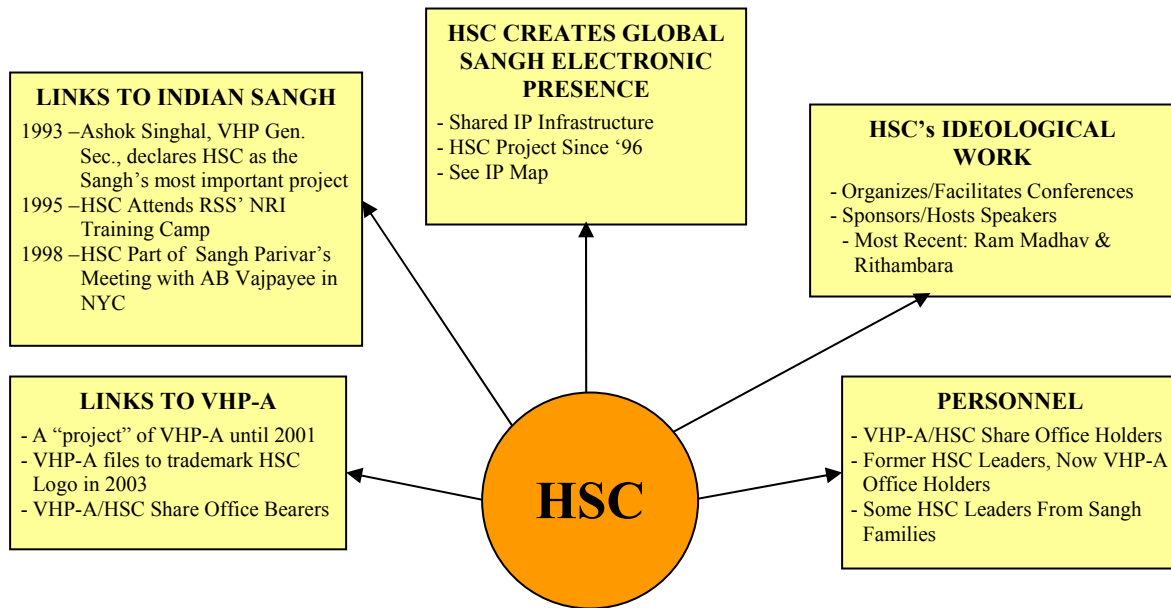 LINKS TO INDIAN SANGH
1993 –Ashok Singhal, VHP Gen.
Sec., declares HSC as the
Sangh's most important project
1995 –HSC Attends RSS' NRI
Training Camp
1998 –HSC Part of Sangh Parivar's
Meeting with AB Vajpayee in
NYC
HSC CREATES GLOBAL
SANGH ELECTRONIC
PRESENCE
- Shared IP Infrastructure
- HSC Project Since '96
- See IP Map
HSC's IDEOLOGICAL
WORK
- Organizes/Facilitates Conferences
- Sponsors/Hosts Speakers
- Most Recent: Ram Madhav &
Rithambara
LINKS TO VHP-A
- A "project" of VHP-A until 2001
- VHP-A files to trademark HSC
Logo in 2003
- VHP-A/HSC Share Office Bearers
HSC
PERSONNEL
- VHP-A/HSC Share Office Holders
- Former HSC Leaders, Now VHP-A
Office Holders
- Some HSC Leaders From Sangh
Families